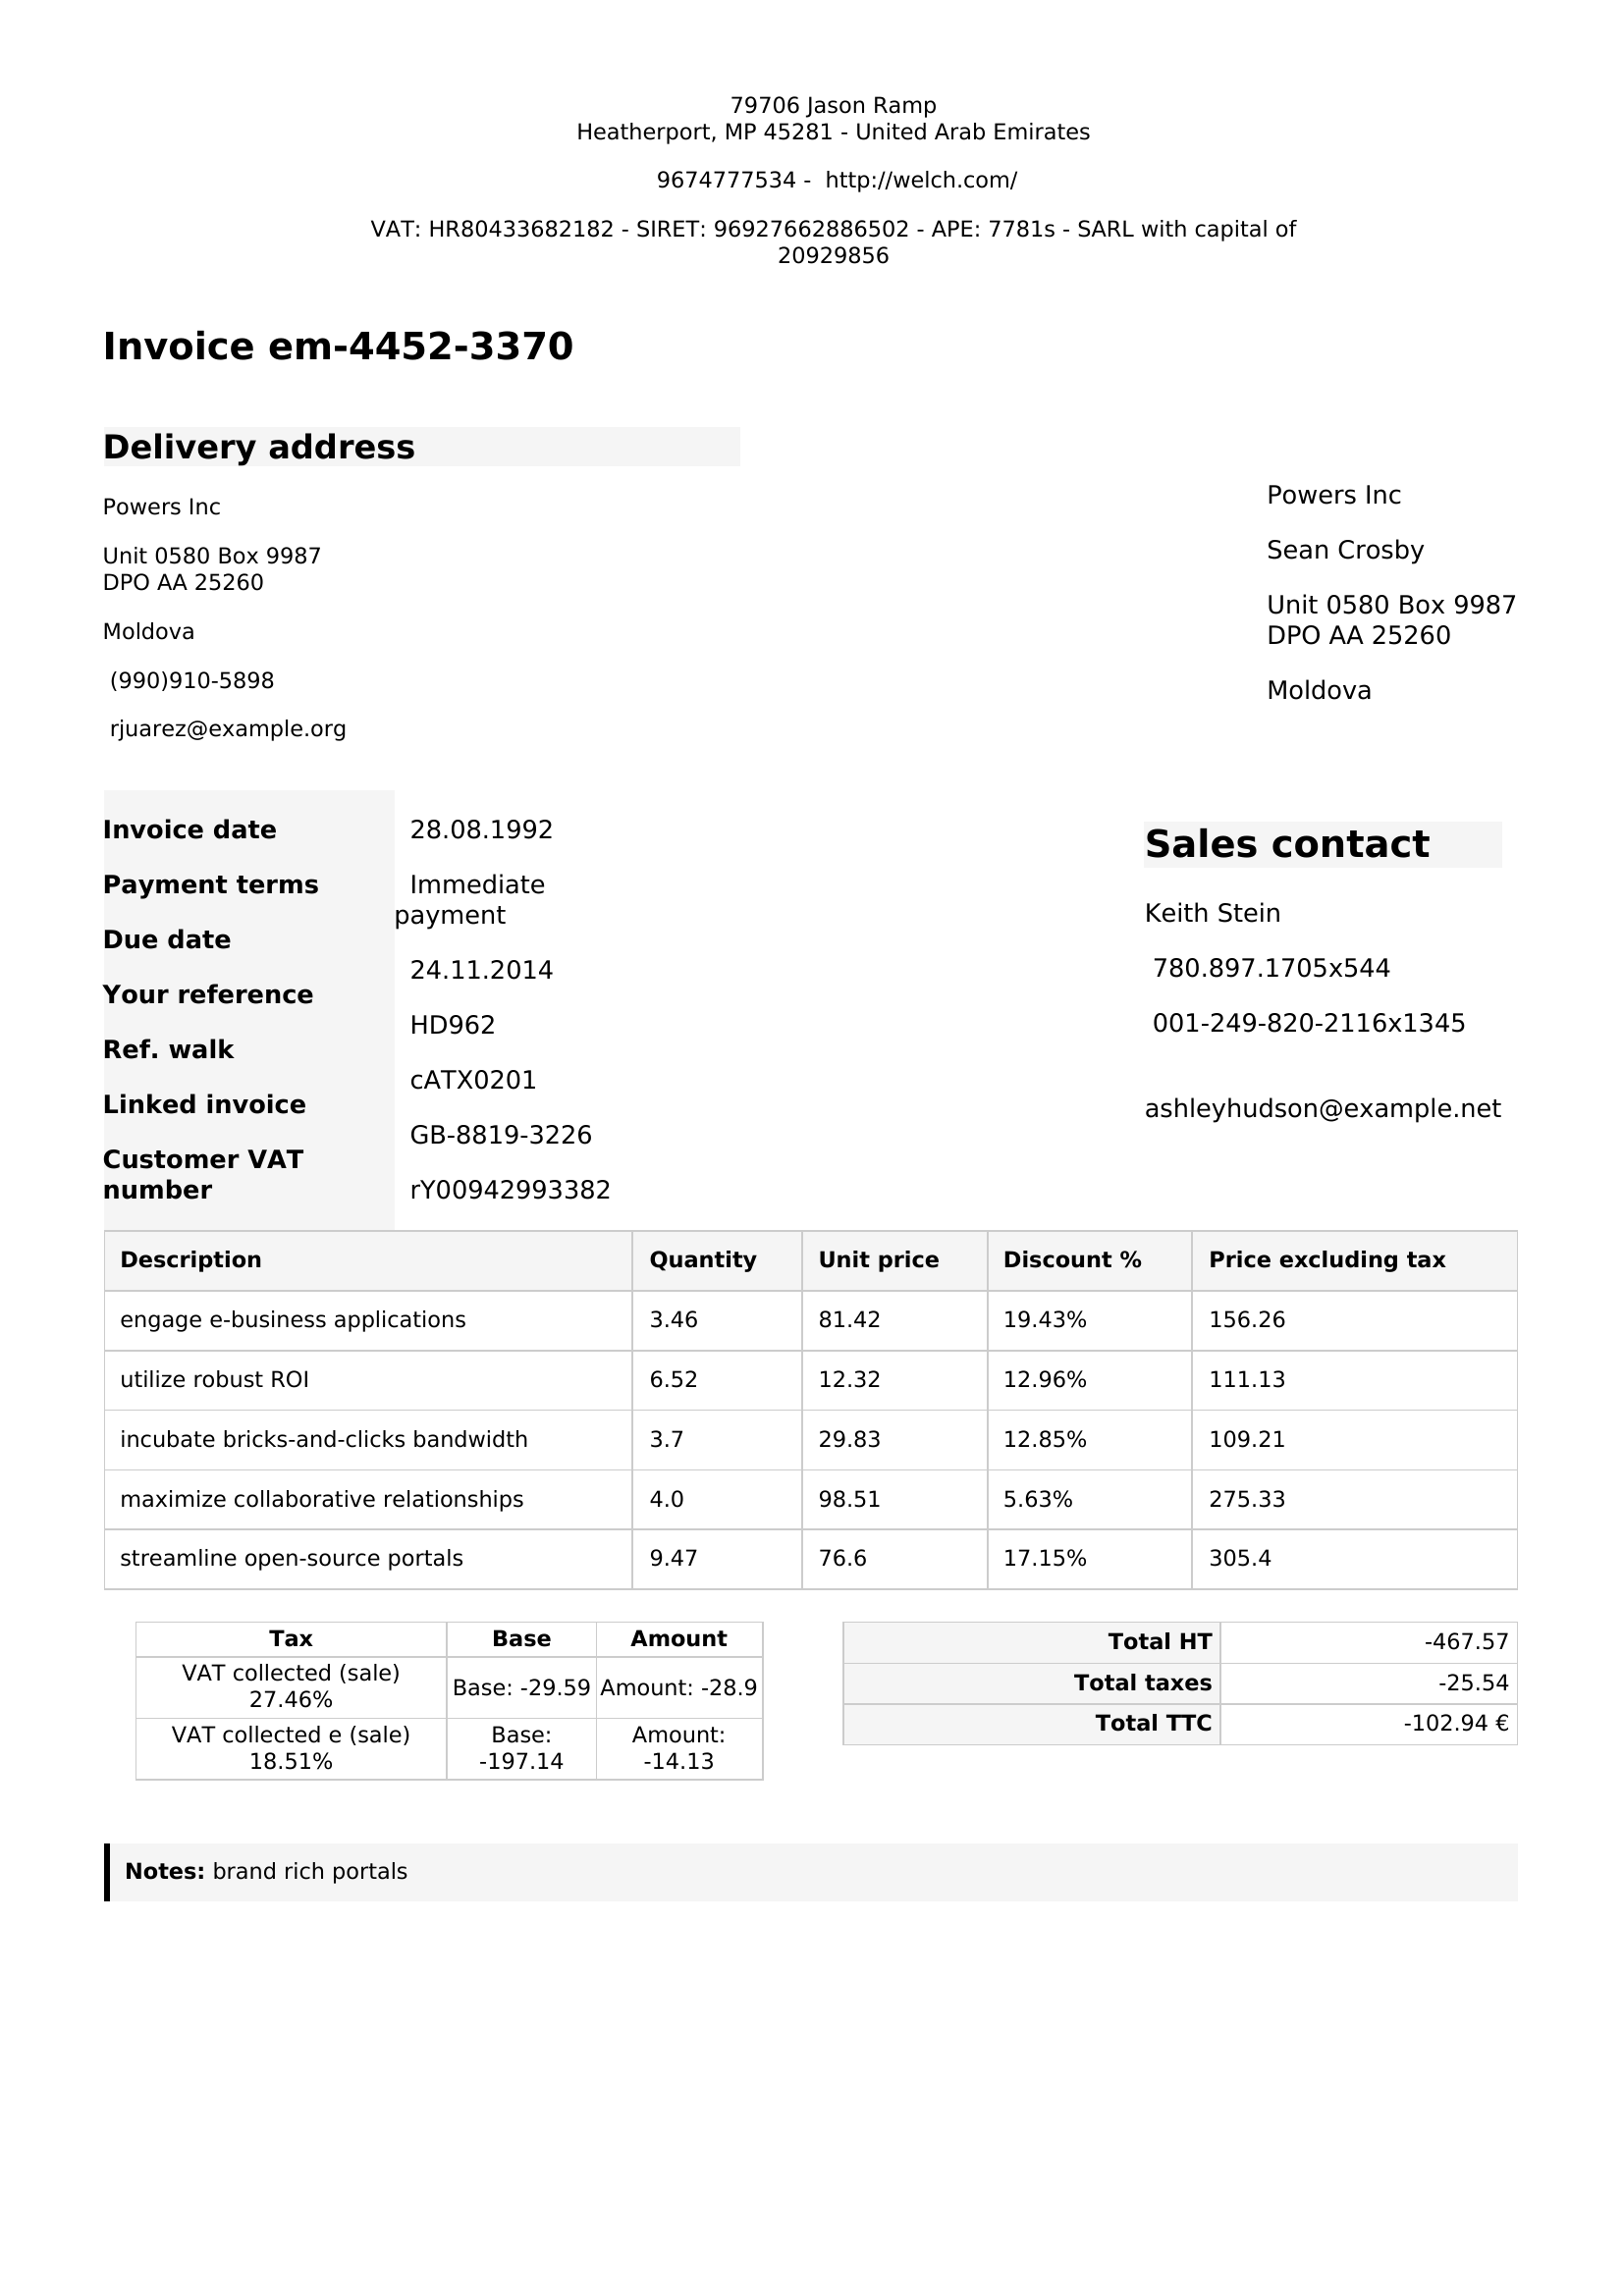 79706 Jason Ramp
Heatherport, MP 45281 - United Arab Emirates
9674777534 -  http://welch.com/
VAT: HR80433682182 - SIRET: 96927662886502 - APE: 7781s - SARL with capital of
20929856
Invoice em-4452-3370
Delivery address
Powers Inc
Unit 0580 Box 9987
DPO AA 25260
Moldova
(990)910-5898
rjuarez@example.org
Powers Inc
Sean Crosby
Unit 0580 Box 9987
DPO AA 25260
Moldova
Invoice date
Payment terms
Due date
Your reference
Ref. walk
Linked invoice
Customer VAT
number
28.08.1992
Immediate
payment
24.11.2014
HD962
cATX0201
GB-8819-3226
rY00942993382
Sales contact
Keith Stein
780.897.1705x544
001-249-820-2116x1345
ashleyhudson@example.net
Description Quantity Unit price Discount % Price excluding tax
engage e-business applications 3.46 81.42 19.43% 156.26
utilize robust ROI 6.52 12.32 12.96% 111.13
incubate bricks-and-clicks bandwidth 3.7 29.83 12.85% 109.21
maximize collaborative relationships 4.0 98.51 5.63% 275.33
streamline open-source portals 9.47 76.6 17.15% 305.4
Tax Base Amount
VAT collected (sale)
27.46% Base: -29.59 Amount: -28.9
VAT collected e (sale) Base: Amount:
18.51% -197.14 -14.13
Total HT -467.57
Total taxes -25.54
Total TTC -102.94 €
Notes: brand rich portals